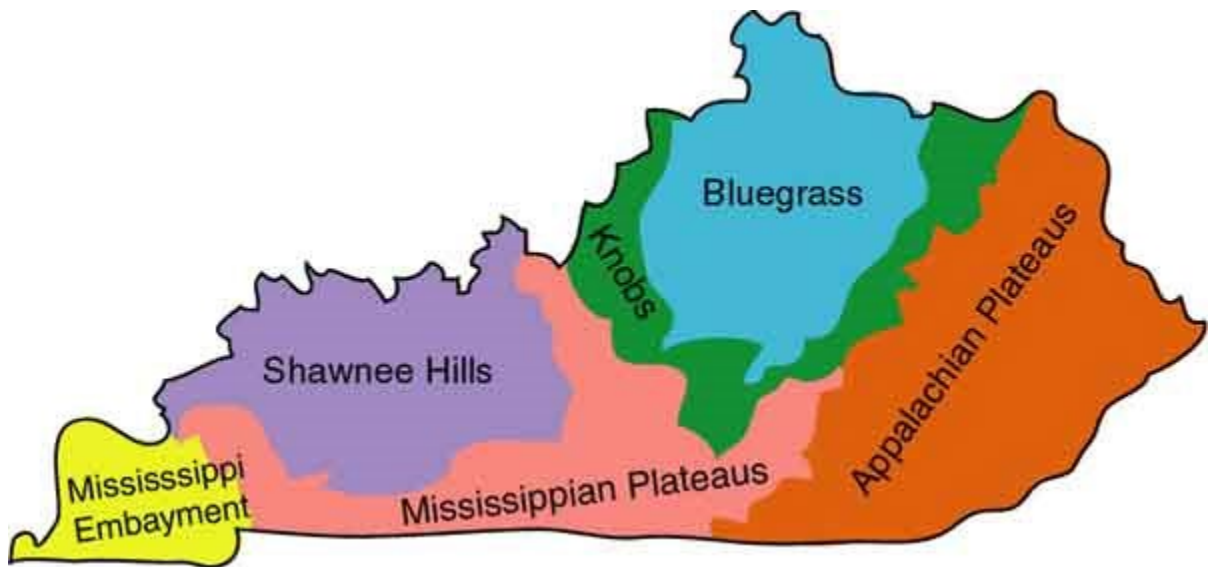 Bluegrass
Knobs
Shawnee Hills
Appalachian Plateaus
Mississsippi
Embayment
Mississippian Plateaus